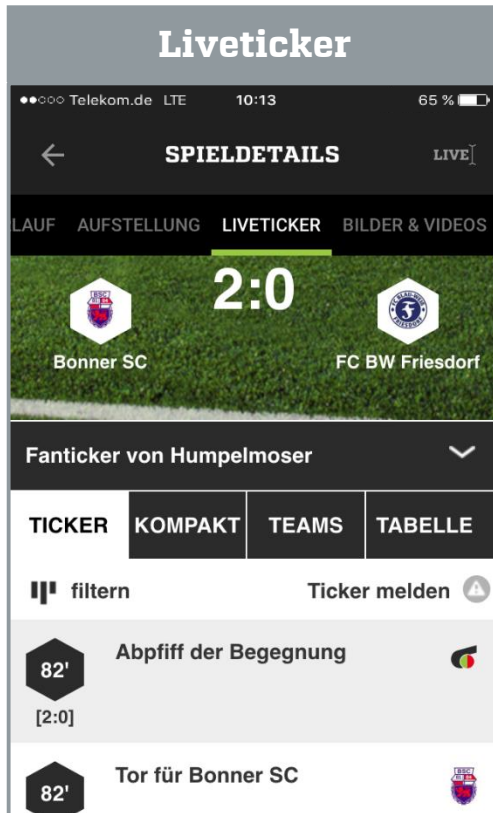 Liveticker
Telekom.de LTE 10:13 65 %
SPIELDETAILS LIVE
LAUF AUFSTELLUNG LIVETICKER BILDER & VIDEOS
2:0
Bonner SC FC BW Friesdorf
Fanticker von Humpelmoser
TICKER KOMPAKT TEAMS TABELLE
filtern Ticker melden
82' Abpfiff der Begegnung
[2:0]
82' Tor für Bonner SC